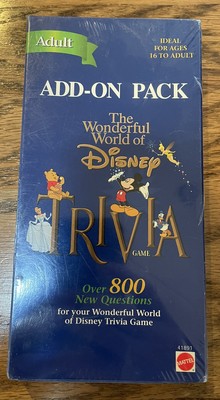 Adult
IDEAL
FOR AGES
16 TO ADULT
ADD-ON PACK
The
Wonderful
World of
Disney
TRIVIA
GAME
Over 800
New Questions
for your Wonderful World
of Disney Trivia Game
41891
MATTEL